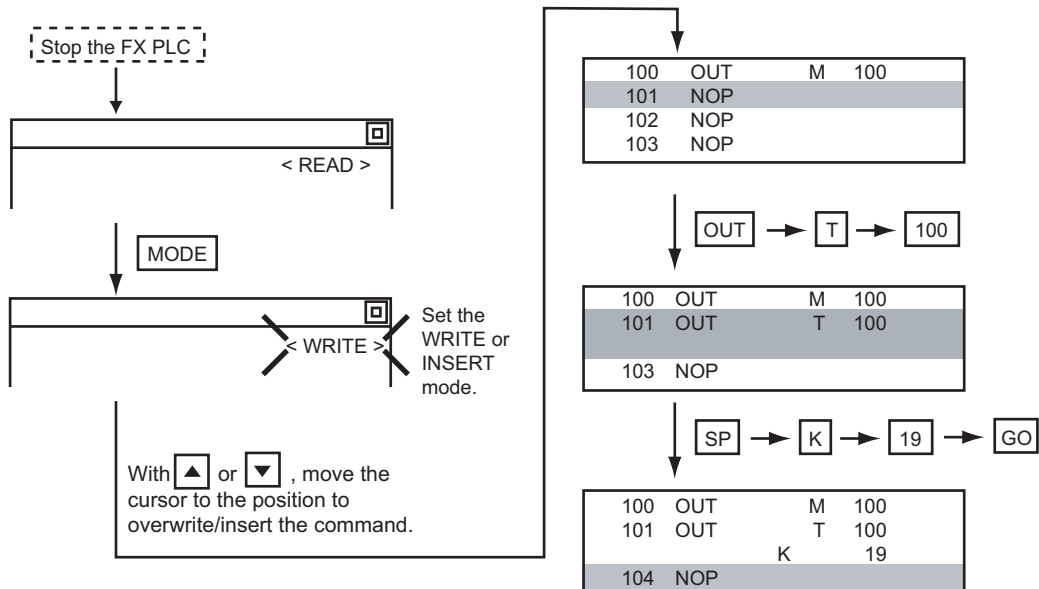 Stop the FX PLC
< READ >
MODE
< WRITE >
Set the
WRITE or
INSERT
mode.
With ▲ or ▼ , move the
cursor to the position to
overwrite/insert the command.
100 OUT M 100
101 NOP
102 NOP
103 NOP
OUT T 100
100 OUT M 100
101 OUT T 100
103 NOP
SP K 19 GO
100 OUT M 100
101 OUT T 100
K 19
104 NOP